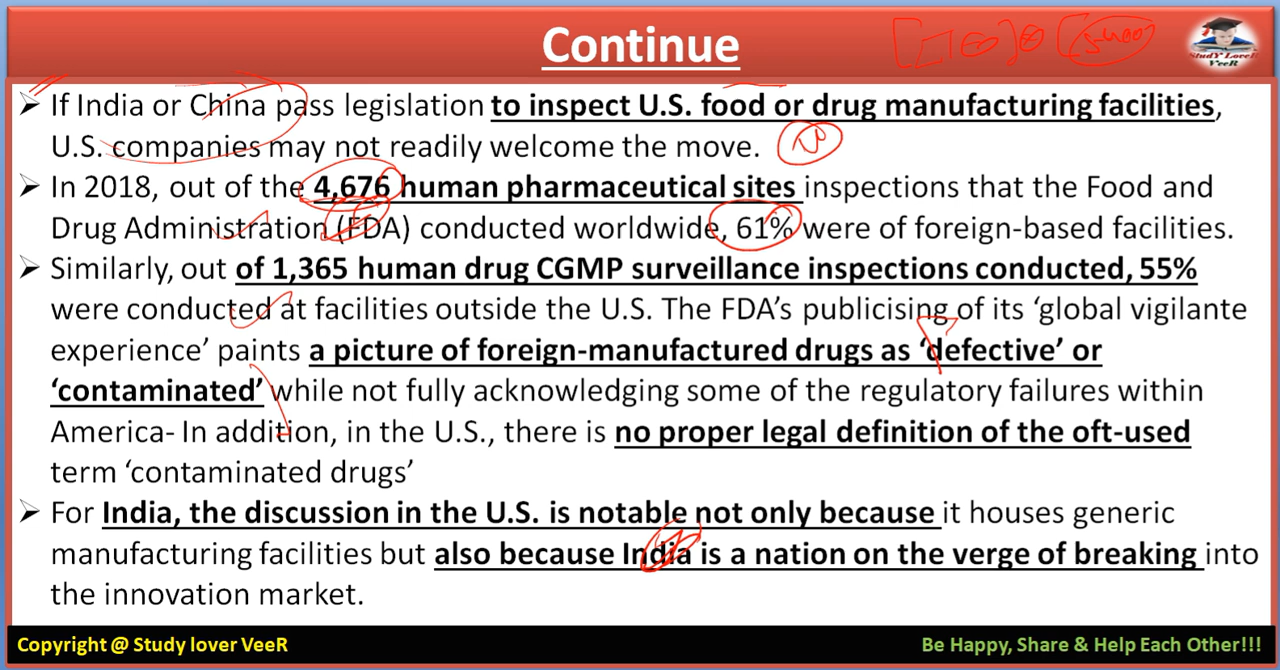 Continue
StudY LoveR
VeeR
➢ If India or China pass legislation to inspect U.S. food or drug manufacturing facilities,
U.S. companies may not readily welcome the move.
➢ In 2018, out of the 4,676 human pharmaceutical sites inspections that the Food and
Drug Administration (FDA) conducted worldwide, 61% were of foreign-based facilities.
➢ Similarly, out of 1,365 human drug CGMP surveillance inspections conducted, 55%
were conducted at facilities outside the U.S. The FDA’s publicising of its ‘global vigilante
experience’ paints a picture of foreign-manufactured drugs as ‘defective’ or
‘contaminated’ while not fully acknowledging some of the regulatory failures within
America- In addition, in the U.S., there is no proper legal definition of the oft-used
term ‘contaminated drugs’
➢ For India, the discussion in the U.S. is notable not only because it houses generic
manufacturing facilities but also because India is a nation on the verge of breaking into
the innovation market.
Copyright @ Study lover VeeR
Be Happy, Share & Help Each Other!!!